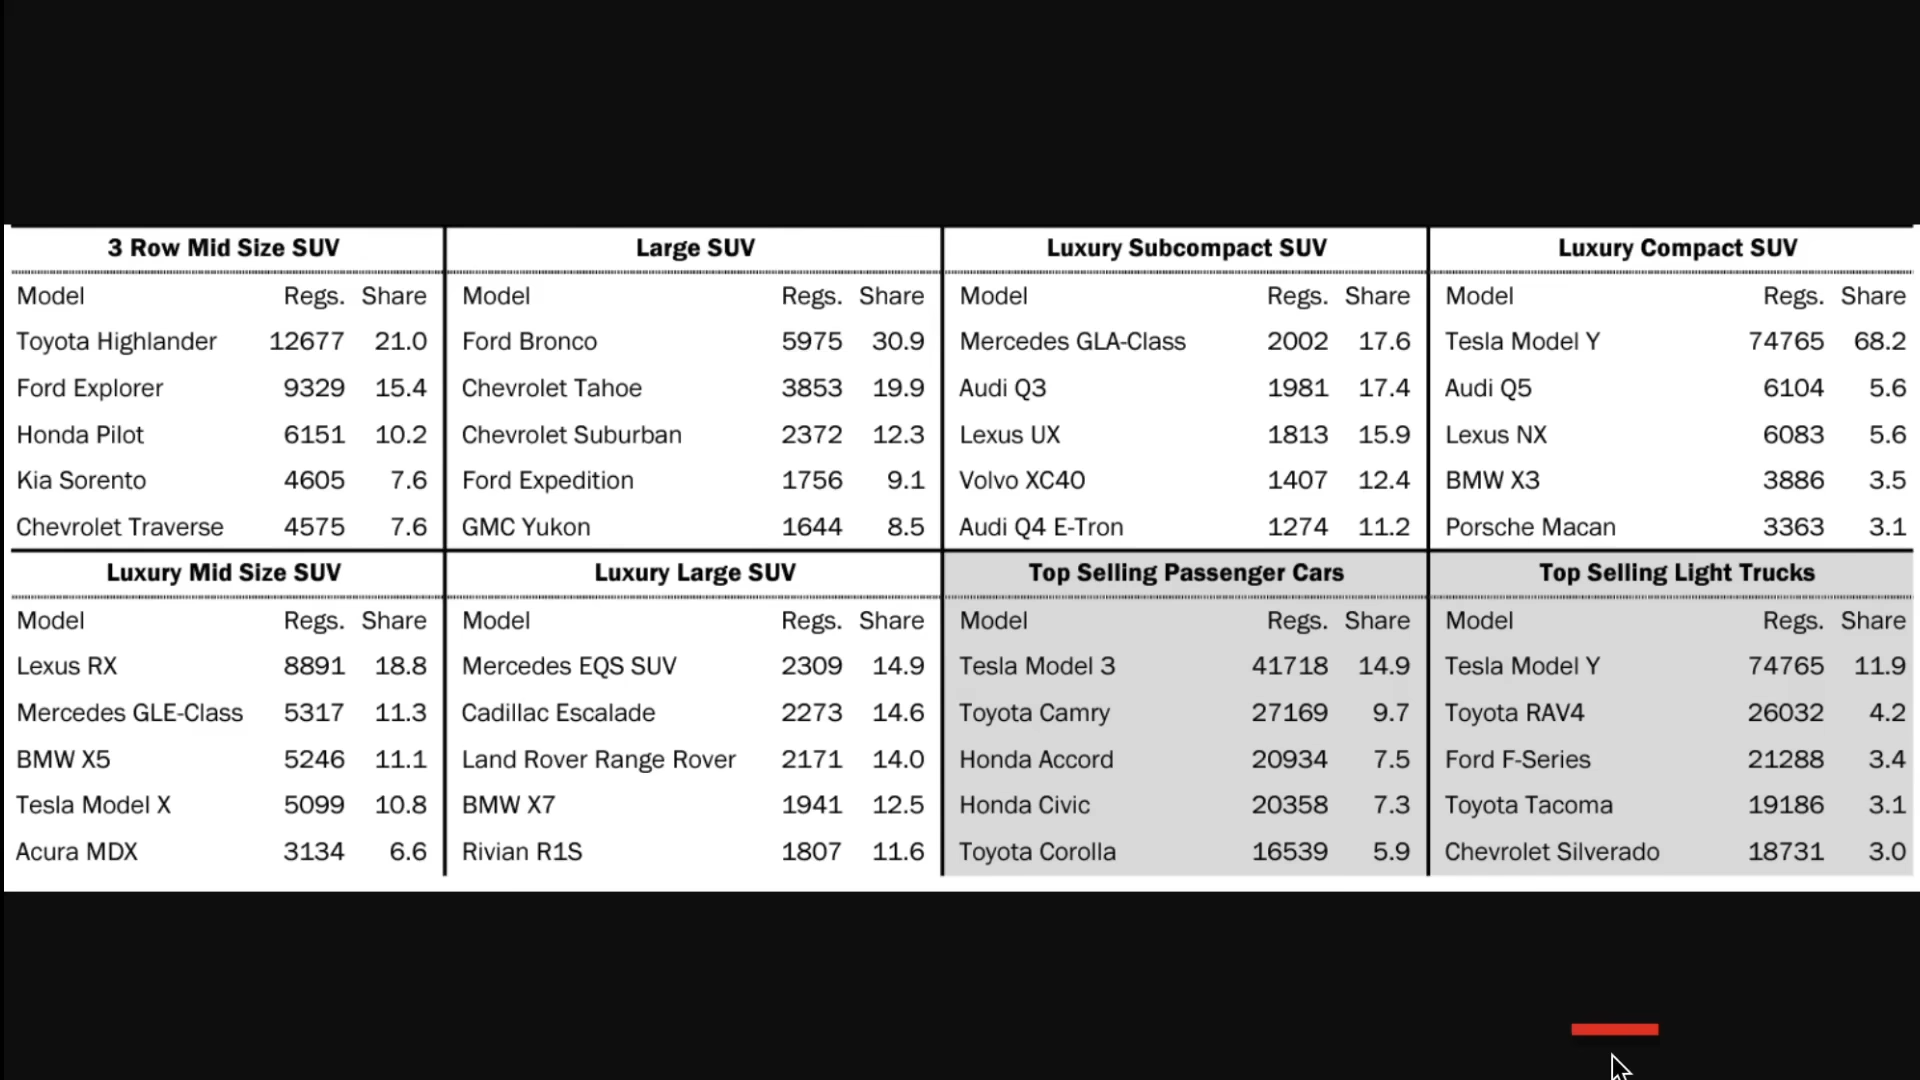 3 Row Mid Size SUV
Model Regs. Share
Toyota Highlander 12677 21.0
Ford Explorer 9329 15.4
Honda Pilot 6151 10.2
Kia Sorento 4605 7.6
Chevrolet Traverse 4575 7.6
Large SUV
Model Regs. Share
Ford Bronco 5975 30.9
Chevrolet Tahoe 3853 19.9
Chevrolet Suburban 2372 12.3
Ford Expedition 1756 9.1
GMC Yukon 1644 8.5
Luxury Subcompact SUV
Model Regs. Share
Mercedes GLA-Class 2002 17.6
Audi Q3 1981 17.4
Lexus UX 1813 15.9
Volvo XC40 1407 12.4
Audi Q4 E-Tron 1274 11.2
Luxury Compact SUV
Model Regs. Share
Tesla Model Y 74765 68.2
Audi Q5 6104 5.6
Lexus NX 6083 5.6
BMW X3 3886 3.5
Porsche Macan 3363 3.1
Luxury Mid Size SUV
Model Regs. Share
Lexus RX 8891 18.8
Mercedes GLE-Class 5317 11.3
BMW X5 5246 11.1
Tesla Model X 5099 10.8
Acura MDX 3134 6.6
Luxury Large SUV
Model Regs. Share
Mercedes EQS SUV 2309 14.9
Cadillac Escalade 2273 14.6
Land Rover Range Rover 2171 14.0
BMW X7 1941 12.5
Rivian R1S 1807 11.6
Top Selling Passenger Cars
Model Regs. Share
Tesla Model 3 41718 14.9
Toyota Camry 27169 9.7
Honda Accord 20934 7.5
Honda Civic 20358 7.3
Toyota Corolla 16539 5.9
Top Selling Light Trucks
Model Regs. Share
Tesla Model Y 74765 11.9
Toyota RAV4 26032 4.2
Ford F-Series 21288 3.4
Toyota Tacoma 19186 3.1
Chevrolet Silverado 18731 3.0